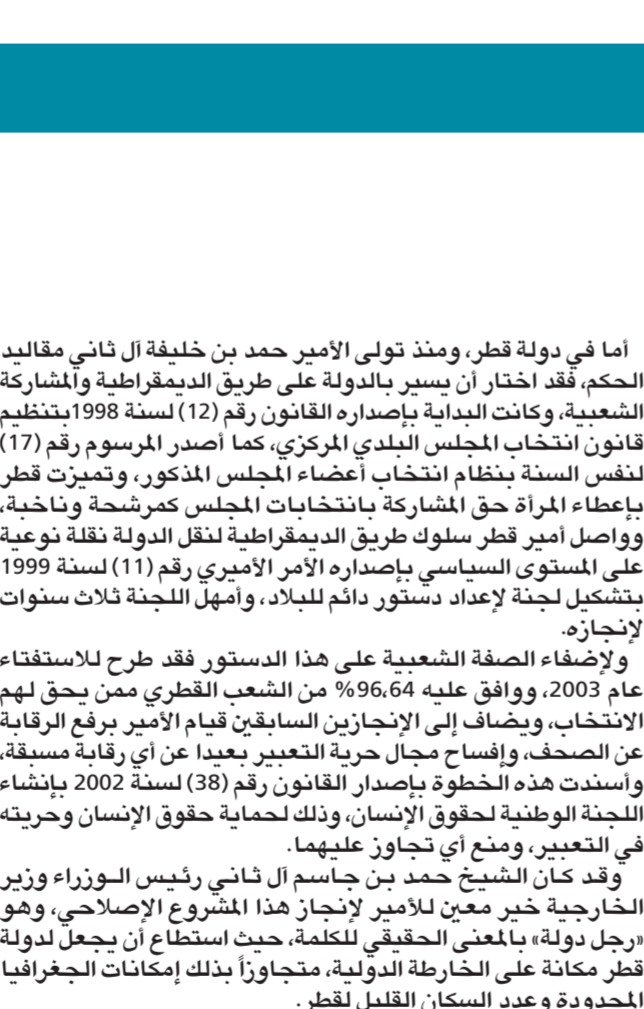 أما في دولة قطر، ومنذ تولى الأمير حمد بن خليفة آل ثاني مقاليد
الحكم، فقد اختار أن يسير بالدولة على طريق الديمقراطية والمشاركة
الشعبية، وكانت البداية بإصداره القانون رقم (12) لسنة 1998بتنظيم
قانون انتخاب المجلس البلدي المركزي، كما أصدر المرسوم رقم (17)
لنفس السنة بنظام انتخاب أعضاء المجلس المذكور، وتميزت قطر
بإعطاء المرأة حق المشاركة بانتخابات المجلس كمرشحة وناخبة،
وواصل أمير قطر سلوك طريق الديمقراطية لنقل الدولة نقلة نوعية
على المستوى السياسي بإصداره الأمر الأميري رقم (11) لسنة 1999
بتشكيل لجنة لإعداد دستور دائم للبلاد، وأمهل اللجنة ثلاث سنوات
لإنجازه.
ولإضفاء الصفة الشعبية على هذا الدستور فقد طرح للاستفتاء
عام 2003، ووافق عليه 96،64% من الشعب القطري ممن يحق لهم
الانتخاب، ويضاف إلى الإنجازين السابقين قيام الأمير برفع الرقابة
عن الصحف، وإفساح مجال حرية التعبير بعيدا عن أي رقابة مسبقة،
وأسندت هذه الخطوة بإصدار القانون رقم (38) لسنة 2002 بإنشاء
اللجنة الوطنية لحقوق الإنسان، وذلك لحماية حقوق الإنسان وحريته
في التعبير، ومنع أي تجاوز عليهما.
وقد كان الشيخ حمد بن جاسم آل ثاني رئيس الوزراء وزير
الخارجية خير معين للأمير لإنجاز هذا المشروع الإصلاحي، وهو
«رجل دولة» بالمعنى الحقيقي للكلمة، حيث استطاع أن يجعل لدولة
قطر مكانة على الخارطة الدولية، متجاوزاً بذلك إمكانات الجغرافيا
المحدودة وعدد السكان القليل لقطر.